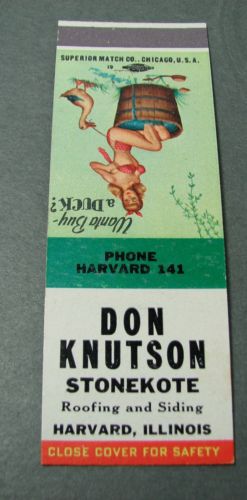 SUPERIOR MATCH CO., CHICAGO, U.S.A.
Wanta Buy-
a DUCK?
PHONE
HARVARD 141
DON
KNUTSON
STONEKOTE
Roofing and Siding
HARVARD, ILLINOIS
CLOSE COVER FOR SAFETY